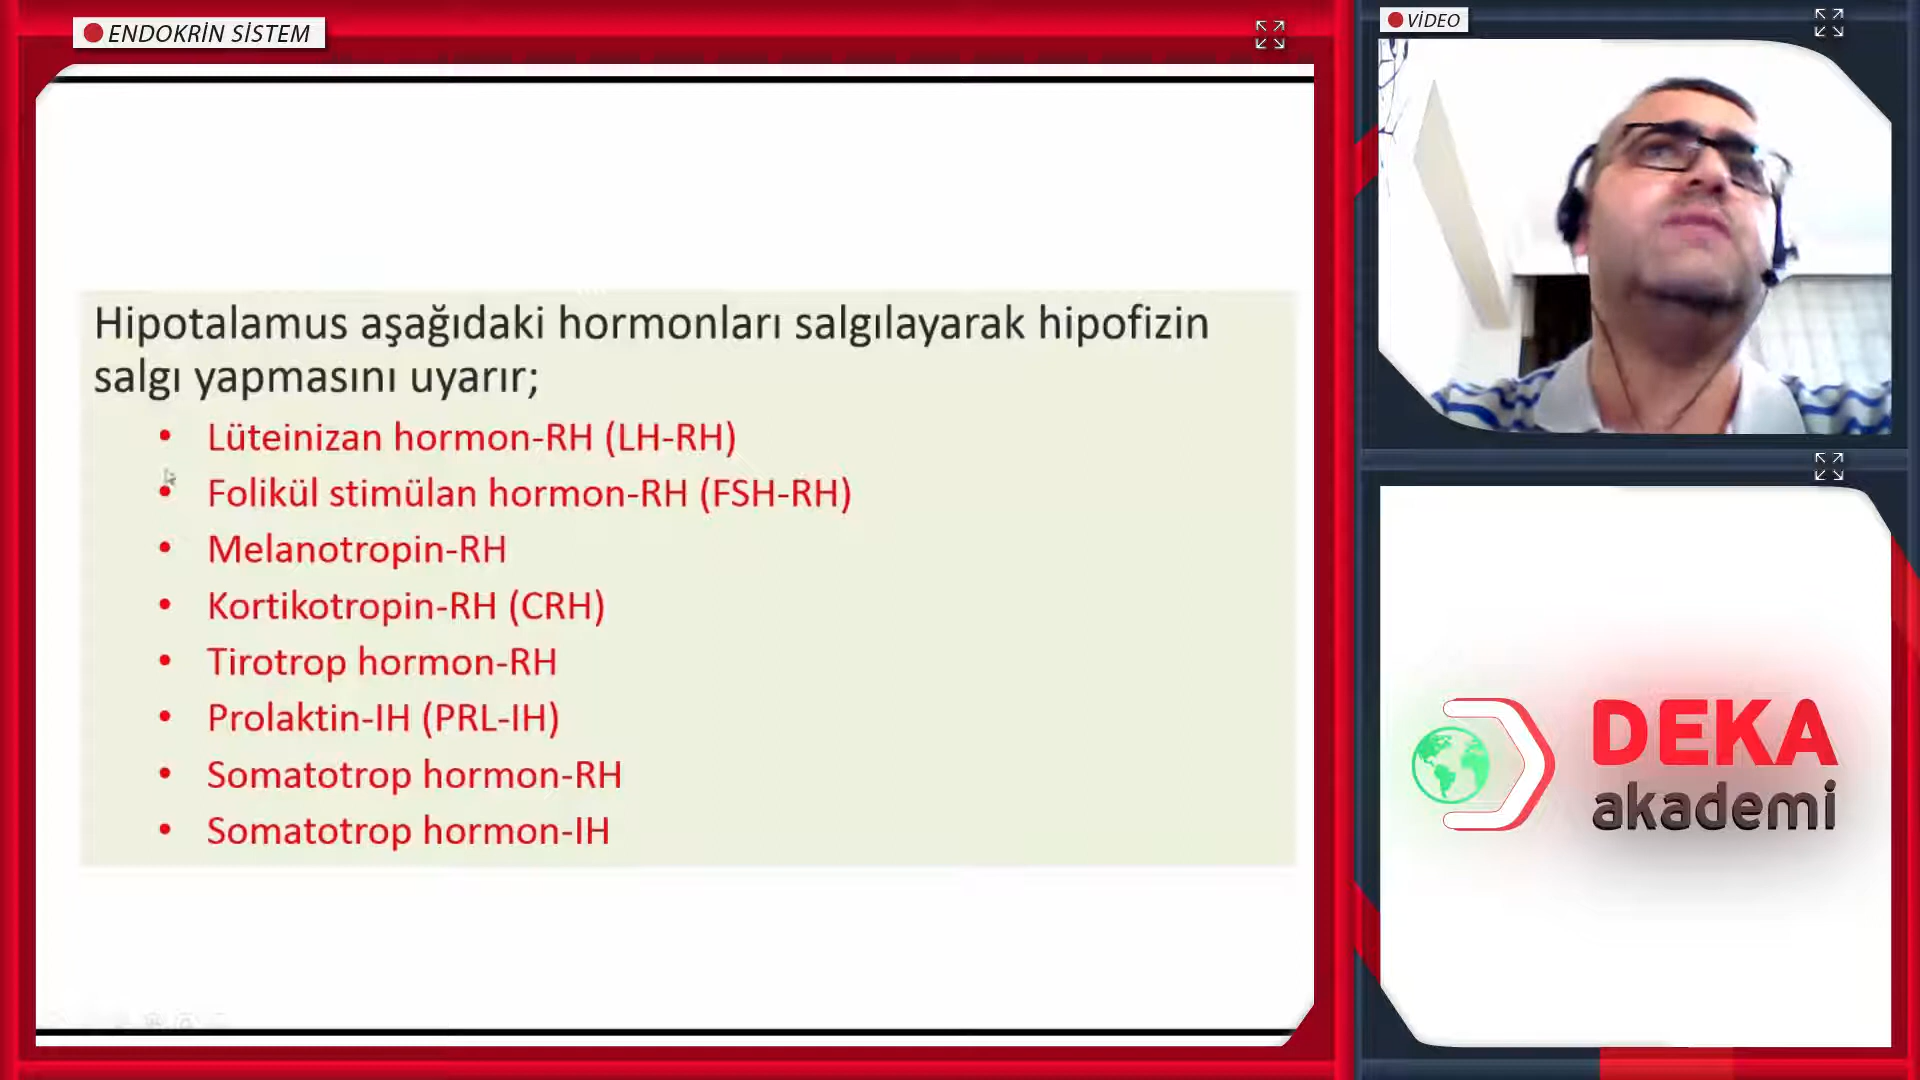 ENDOKRİN SİSTEM
VİDEO
Hipotalamus aşağıdaki hormonları salgılayarak hipofizin
salgı yapmasını uyarır;
• Lüteinizan hormon-RH (LH-RH)
• Folikül stimülan hormon-RH (FSH-RH)
• Melanotropin-RH
• Kortikotropin-RH (CRH)
• Tirotrop hormon-RH
• Prolaktin-IH (PRL-IH)
• Somatotrop hormon-RH
• Somatotrop hormon-IH
DEKA
akademi